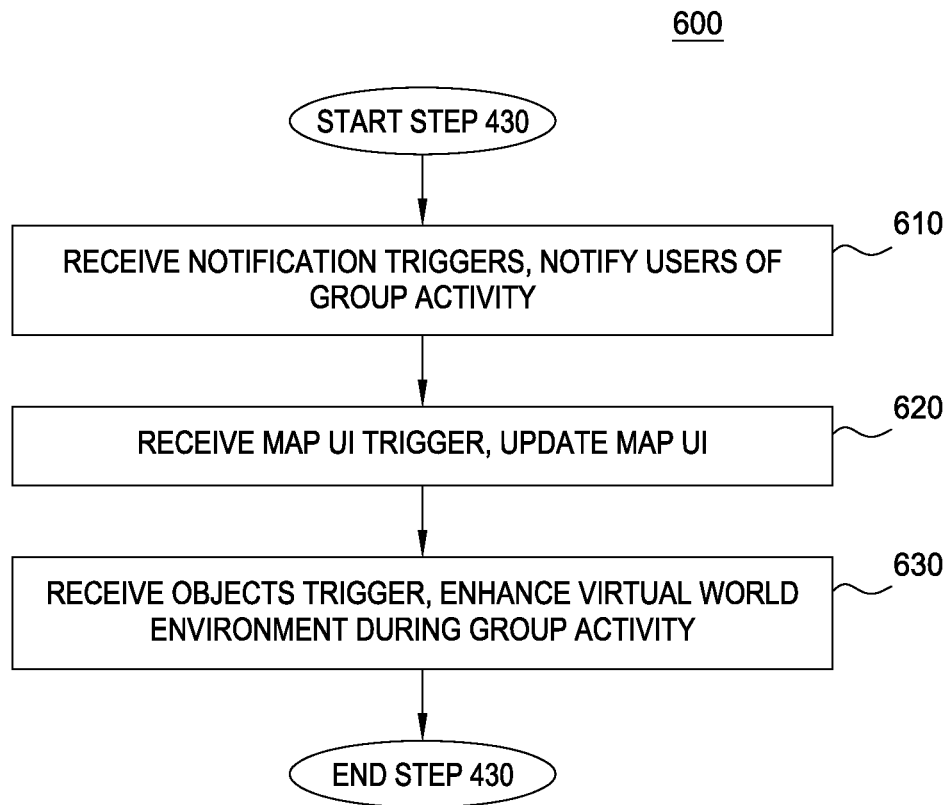 600
START STEP 430
610
RECEIVE NOTIFICATION TRIGGERS, NOTIFY USERS OF
GROUP ACTIVITY
620
RECEIVE MAP UI TRIGGER, UPDATE MAP UI
630
RECEIVE OBJECTS TRIGGER, ENHANCE VIRTUAL WORLD
ENVIRONMENT DURING GROUP ACTIVITY
END STEP 430